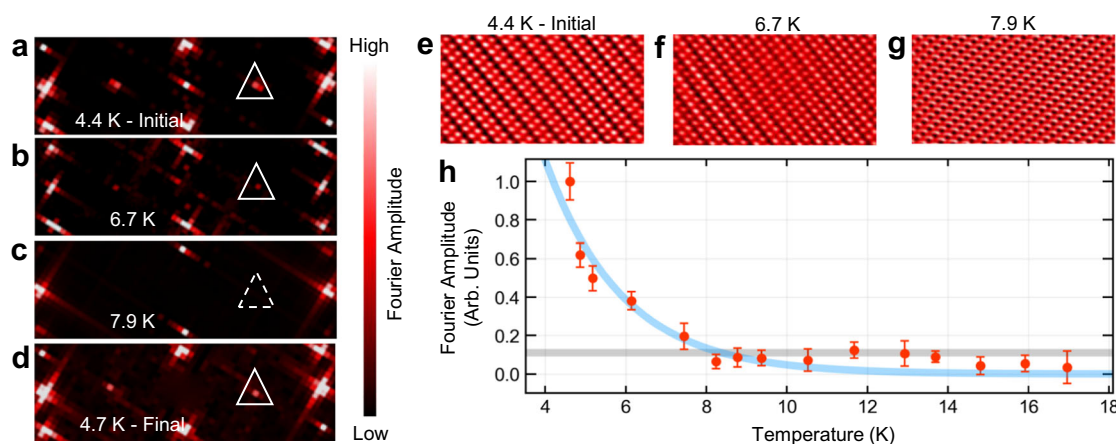 a
4.4 K - Initial
b
6.7 K
c
7.9 K
d
4.7 K - Final
High
Fourier Amplitude
Low
4.4 K - Initial
e
6.7 K
f
7.9 K
g
h
Fourier Amplitude
(Arb. Units)
1.0
0.8
0.6
0.4
0.2
0.0
4 6 8 10 12 14 16 18
Temperature (K)